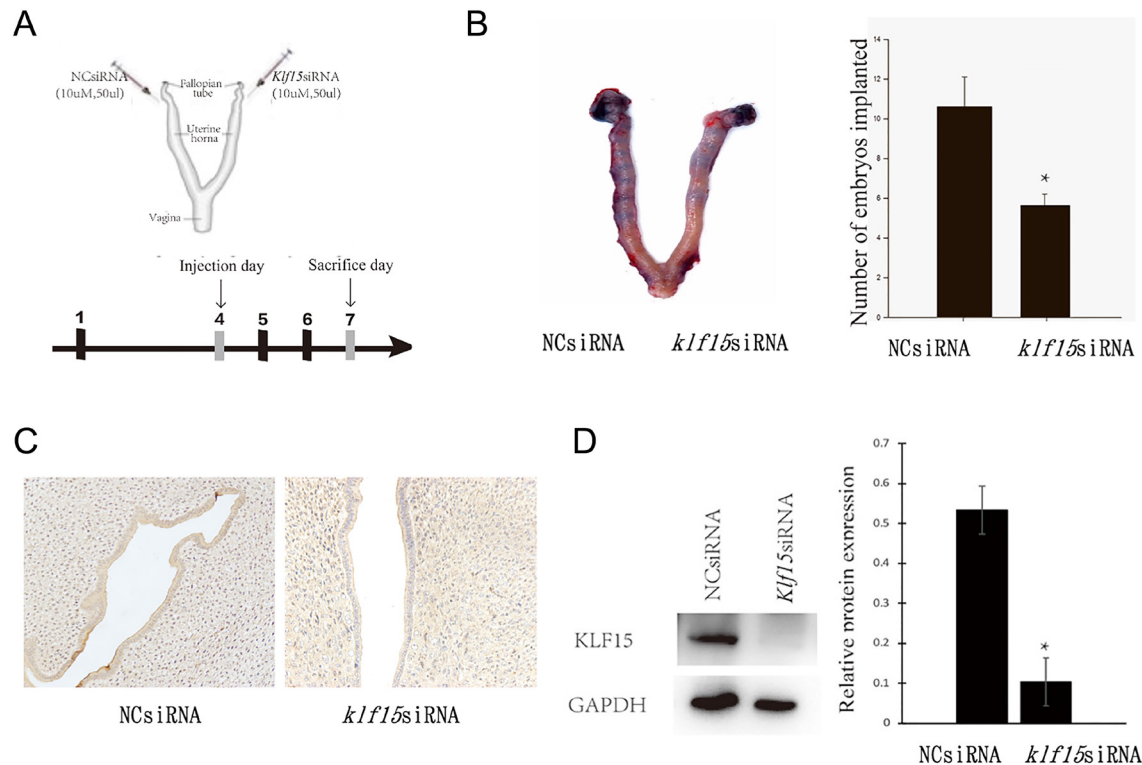 A
NCsiRNA
(10uM,50ul)
Fallopian
tube
Klf15siRNA
(10uM,50ul)
Uterine
horna
Vagina
Injection day
Sacrifice day
1
4
5
6
7
B
NCsiRNA
klf15siRNA
Number of embryos implanted
14
12
10
8
6
4
2
0
*
NCsiRNA
klf15siRNA
C
NCsiRNA
klf15siRNA
D
NCsiRNA
Klf15siRNA
KLF15
GAPDH
Relative protein expression
0.7
0.6
0.5
0.4
0.3
0.2
0.1
0
*
NCsiRNA
klf15siRNA